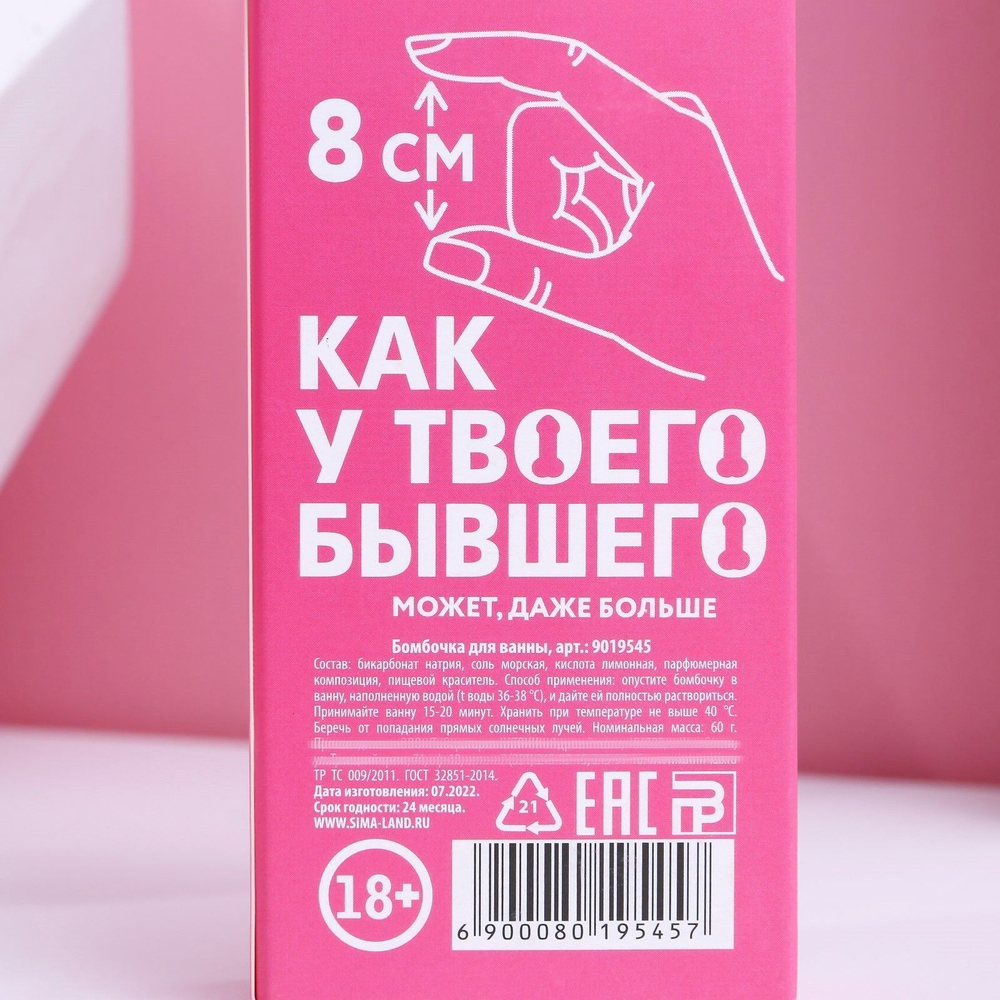 8 см
КАК
У ТВОЕГО
БЫВШЕГО
МОЖЕТ, ДАЖЕ БОЛЬШЕ
Бомбочка для ванны, арт.: 9019545
Состав: бикарбонат натрия, соль морская, кислота лимонная, парфюмерная
композиция, пищевой краситель. Способ применения: опустите бомбочку в
ванну, наполненную водой (t воды 36-38 °С), и дайте ей полностью раствориться.
Принимайте ванну 15-20 минут. Хранить при температуре не выше 40 °С.
Беречь от попадания прямых солнечных лучей. Номинальная масса: 60 г.
ТР ТС 009/2011. ГОСТ 32851-2014.
Дата изготовления: 07.2022.
Срок годности: 24 месяца.
WWW.SIMA-LAND.RU
21
ЕАС
18+
6 900080 195457